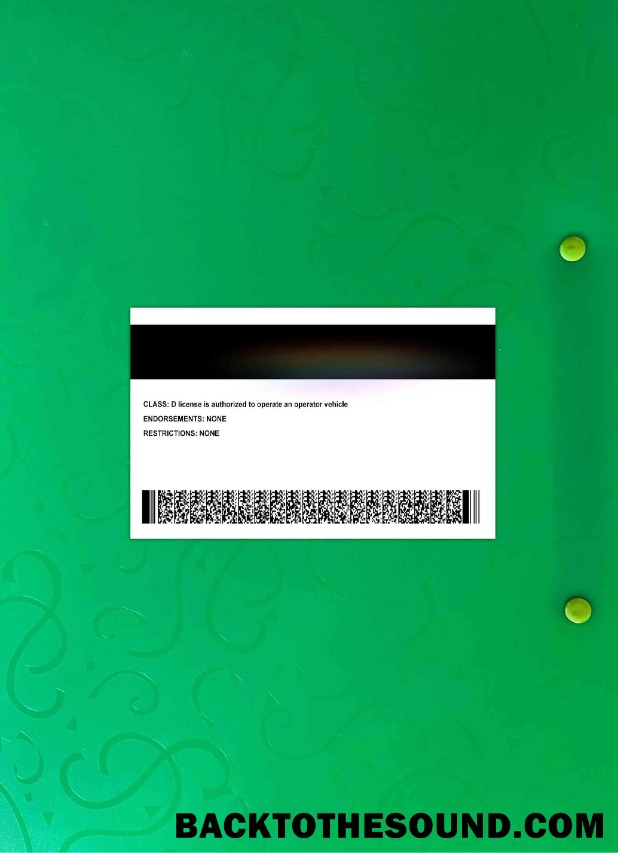 CLASS: D license is authorized to operate an operator vehicle
ENDORSEMENTS: NONE
RESTRICTIONS: NONE
BACKTOTHESOUND.COM